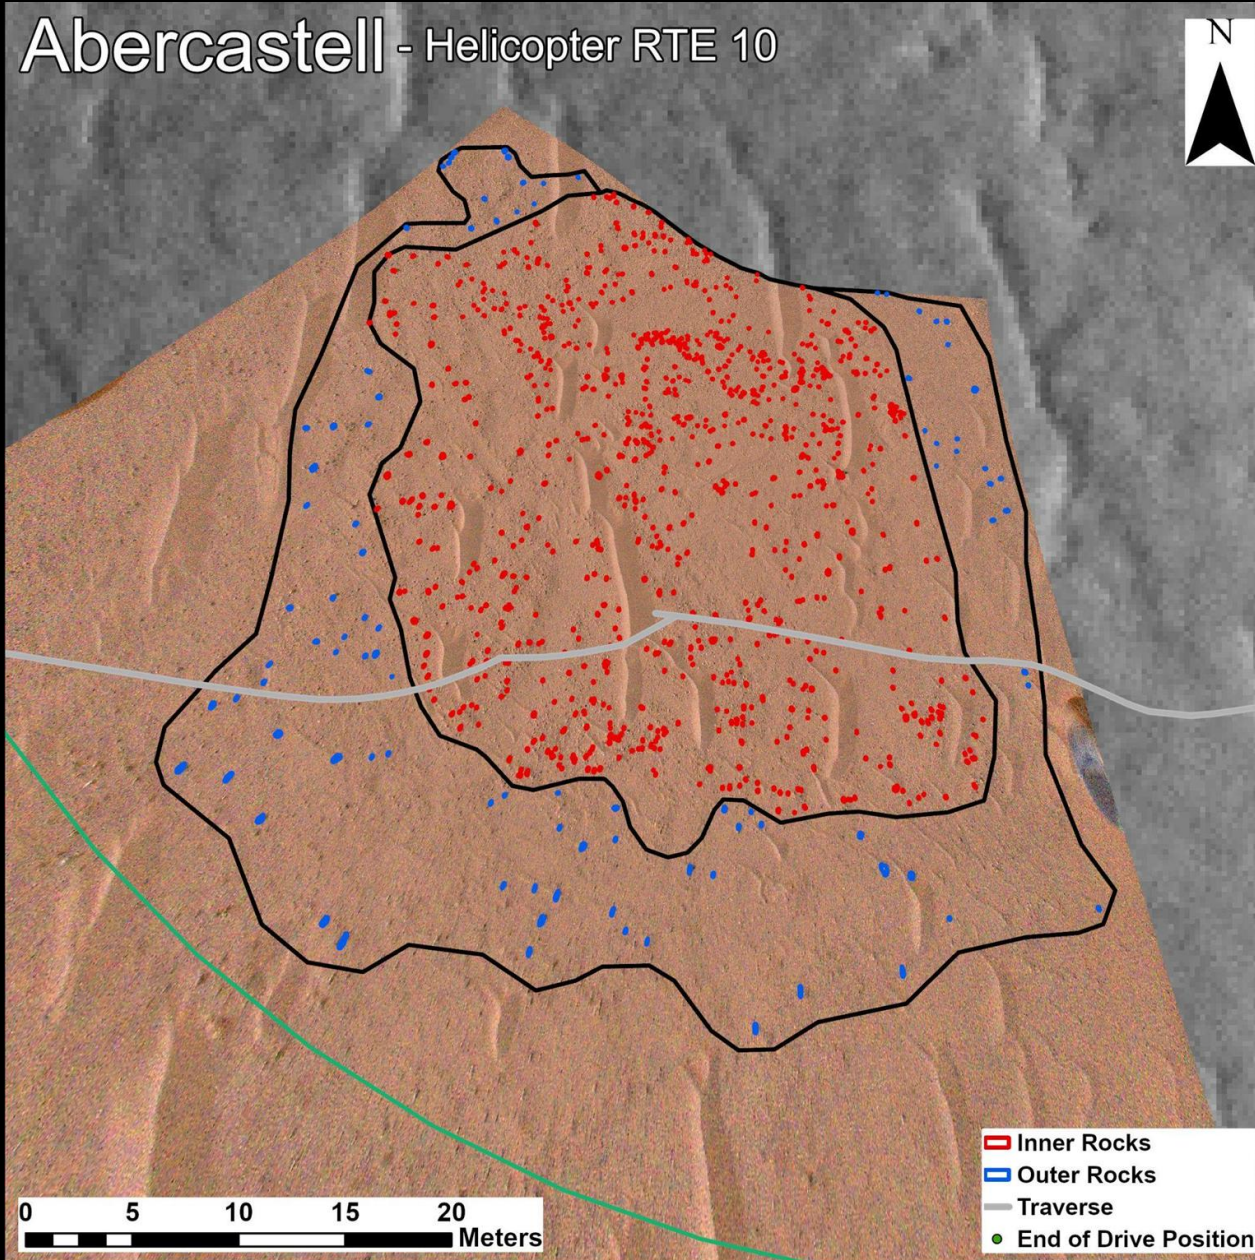 Abercastell - Helicopter RTE 10
N
Inner Rocks
Outer Rocks
Traverse
End of Drive Position
0 5 10 15 20
Meters